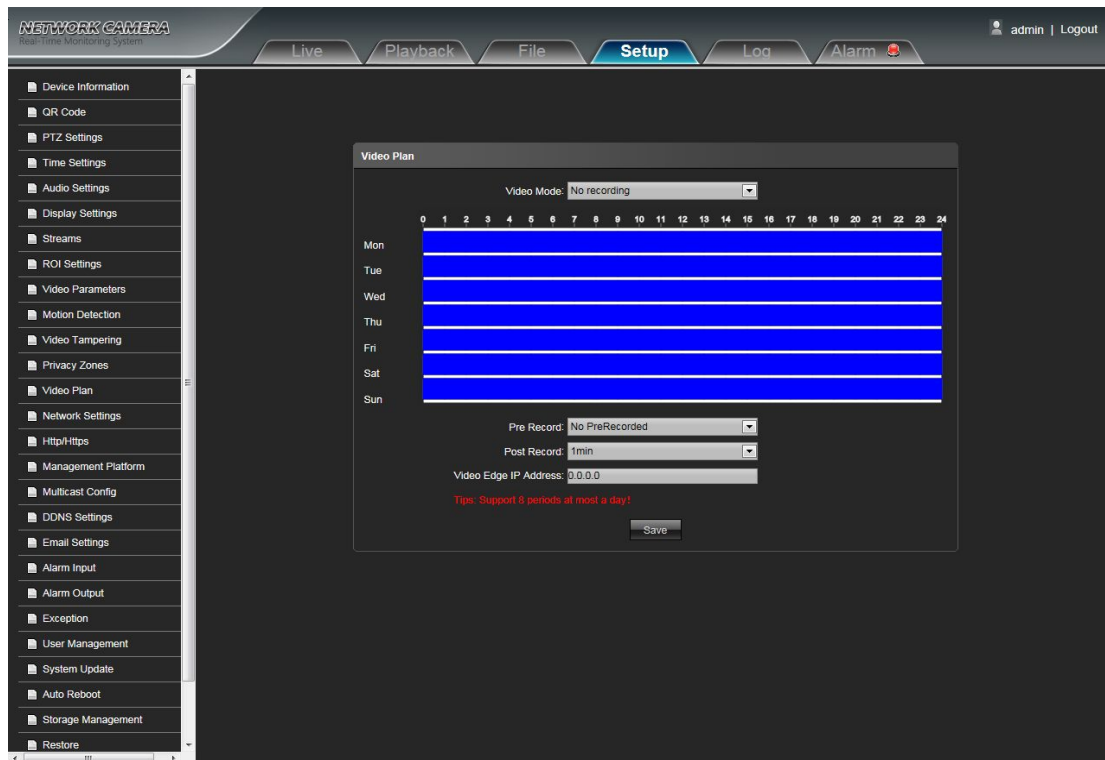 NETWORK CAMERA
Real-Time Monitoring System
admin | Logout
Live Playback File Setup Log Alarm
Device Information
QR Code
PTZ Settings
Time Settings
Audio Settings
Display Settings
Streams
ROI Settings
Video Parameters
Motion Detection
Video Tampering
Privacy Zones
Video Plan
Network Settings
Http/Https
Management Platform
Multicast Config
DDNS Settings
Email Settings
Alarm Input
Alarm Output
Exception
User Management
System Update
Auto Reboot
Storage Management
Restore
Video Plan
Video Mode: No recording
0 1 2 3 4 5 6 7 8 9 10 11 12 13 14 15 16 17 18 19 20 21 22 23 24
Mon
Tue
Wed
Thu
Fri
Sat
Sun
Pre Record: No PreRecorded
Post Record: 1min
Video Edge IP Address: 0.0.0.0
Tips: Support 8 periods at most a day!
Save